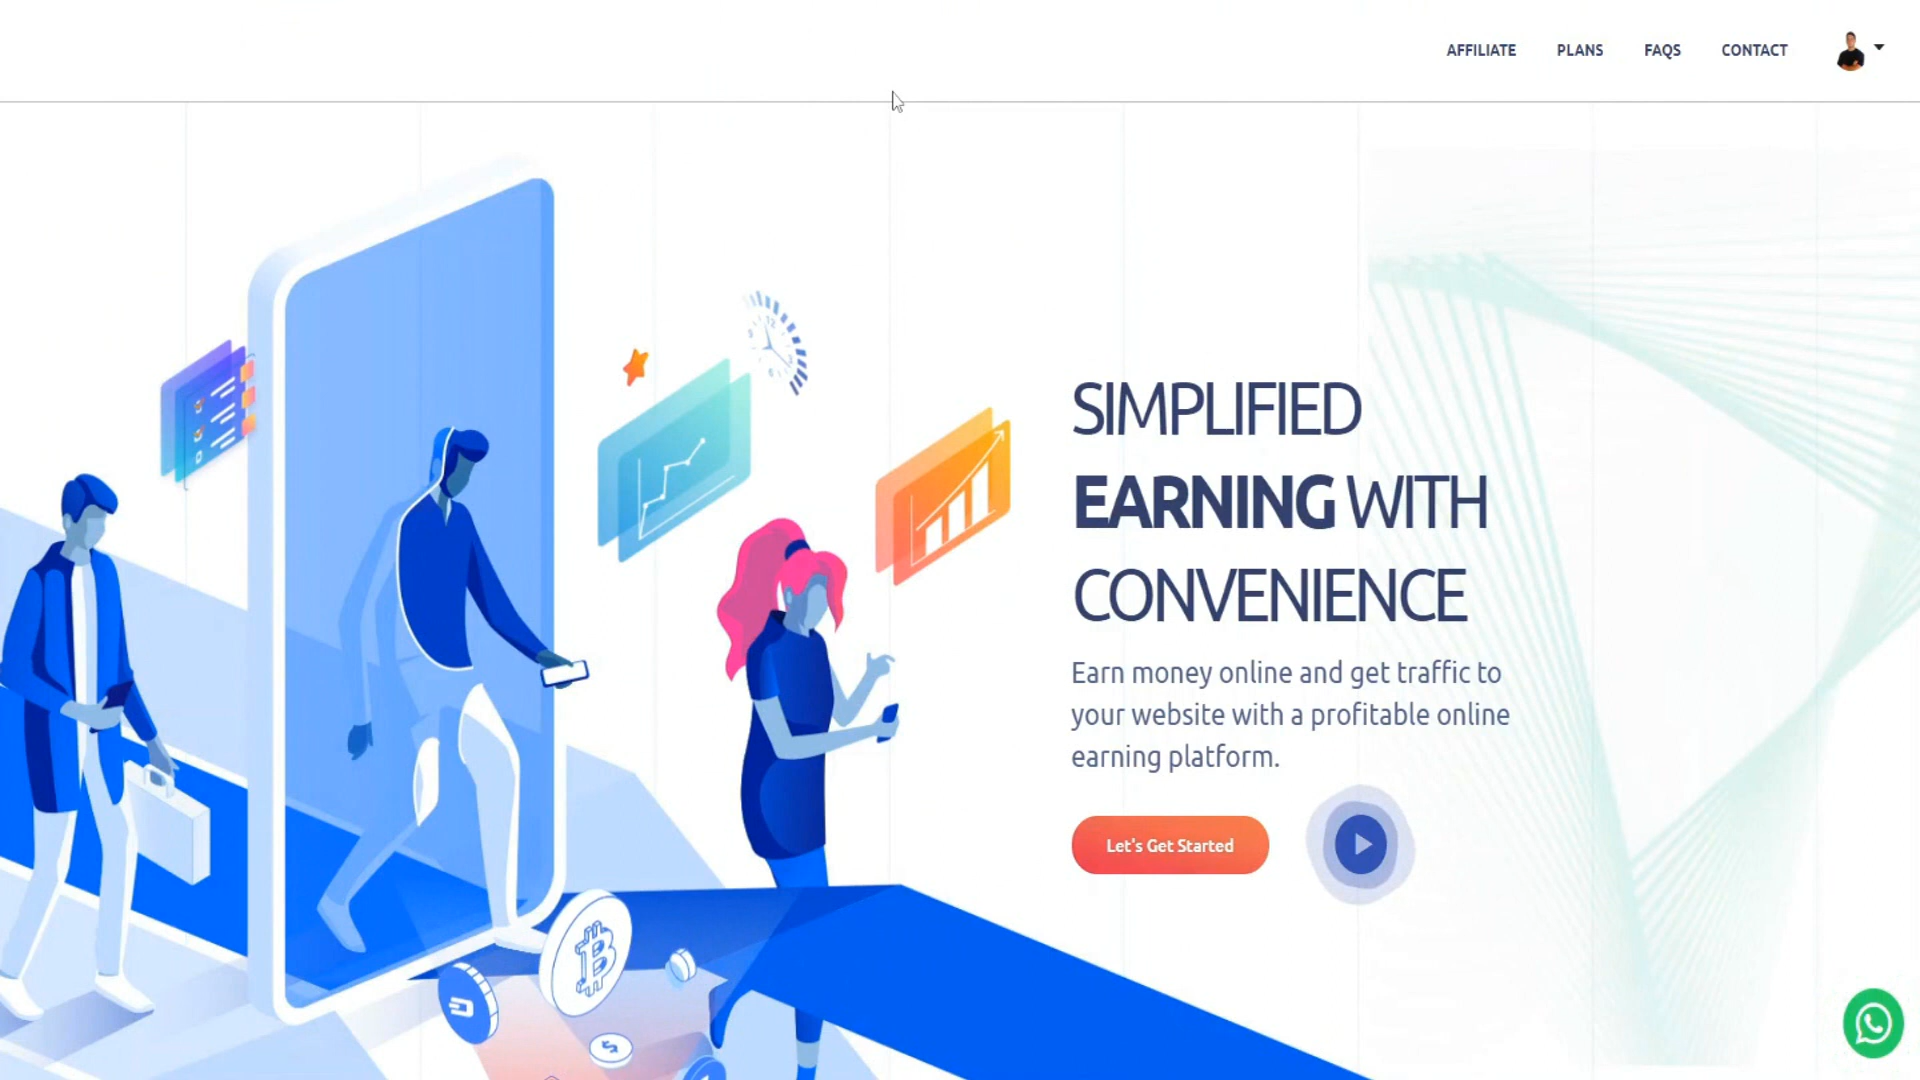 AFFILIATE PLANS FAQS CONTACT
SIMPLIFIED
EARNING WITH
CONVENIENCE
Earn money online and get traffic to
your website with a profitable online
earning platform.
Let's Get Started